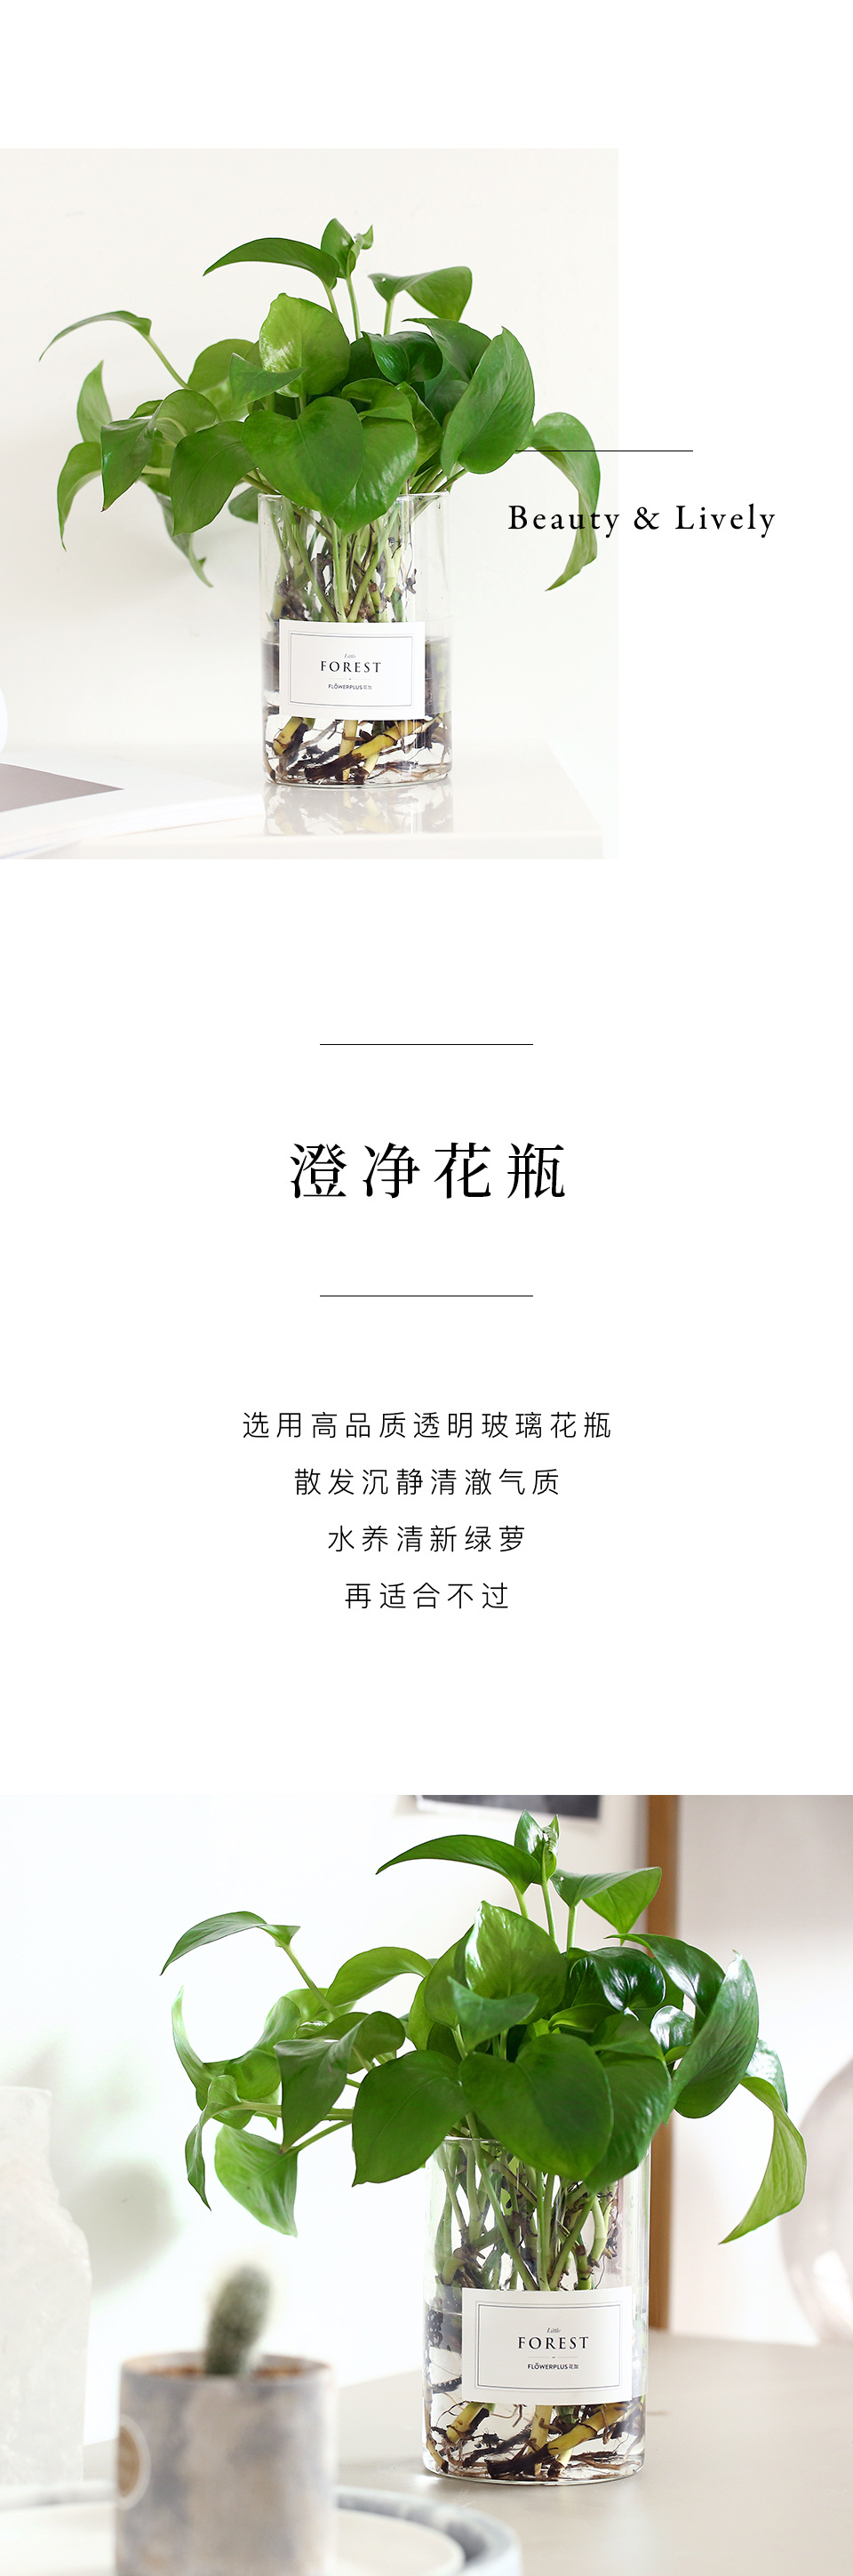 Beauty & Lively
Little
FOREST
FLOWERPLUS花加
澄净花瓶
选用高品质透明玻璃花瓶
散发沉静清澈气质
水养清新绿萝
再适合不过
Little
FOREST
FLOWERPLUS花加